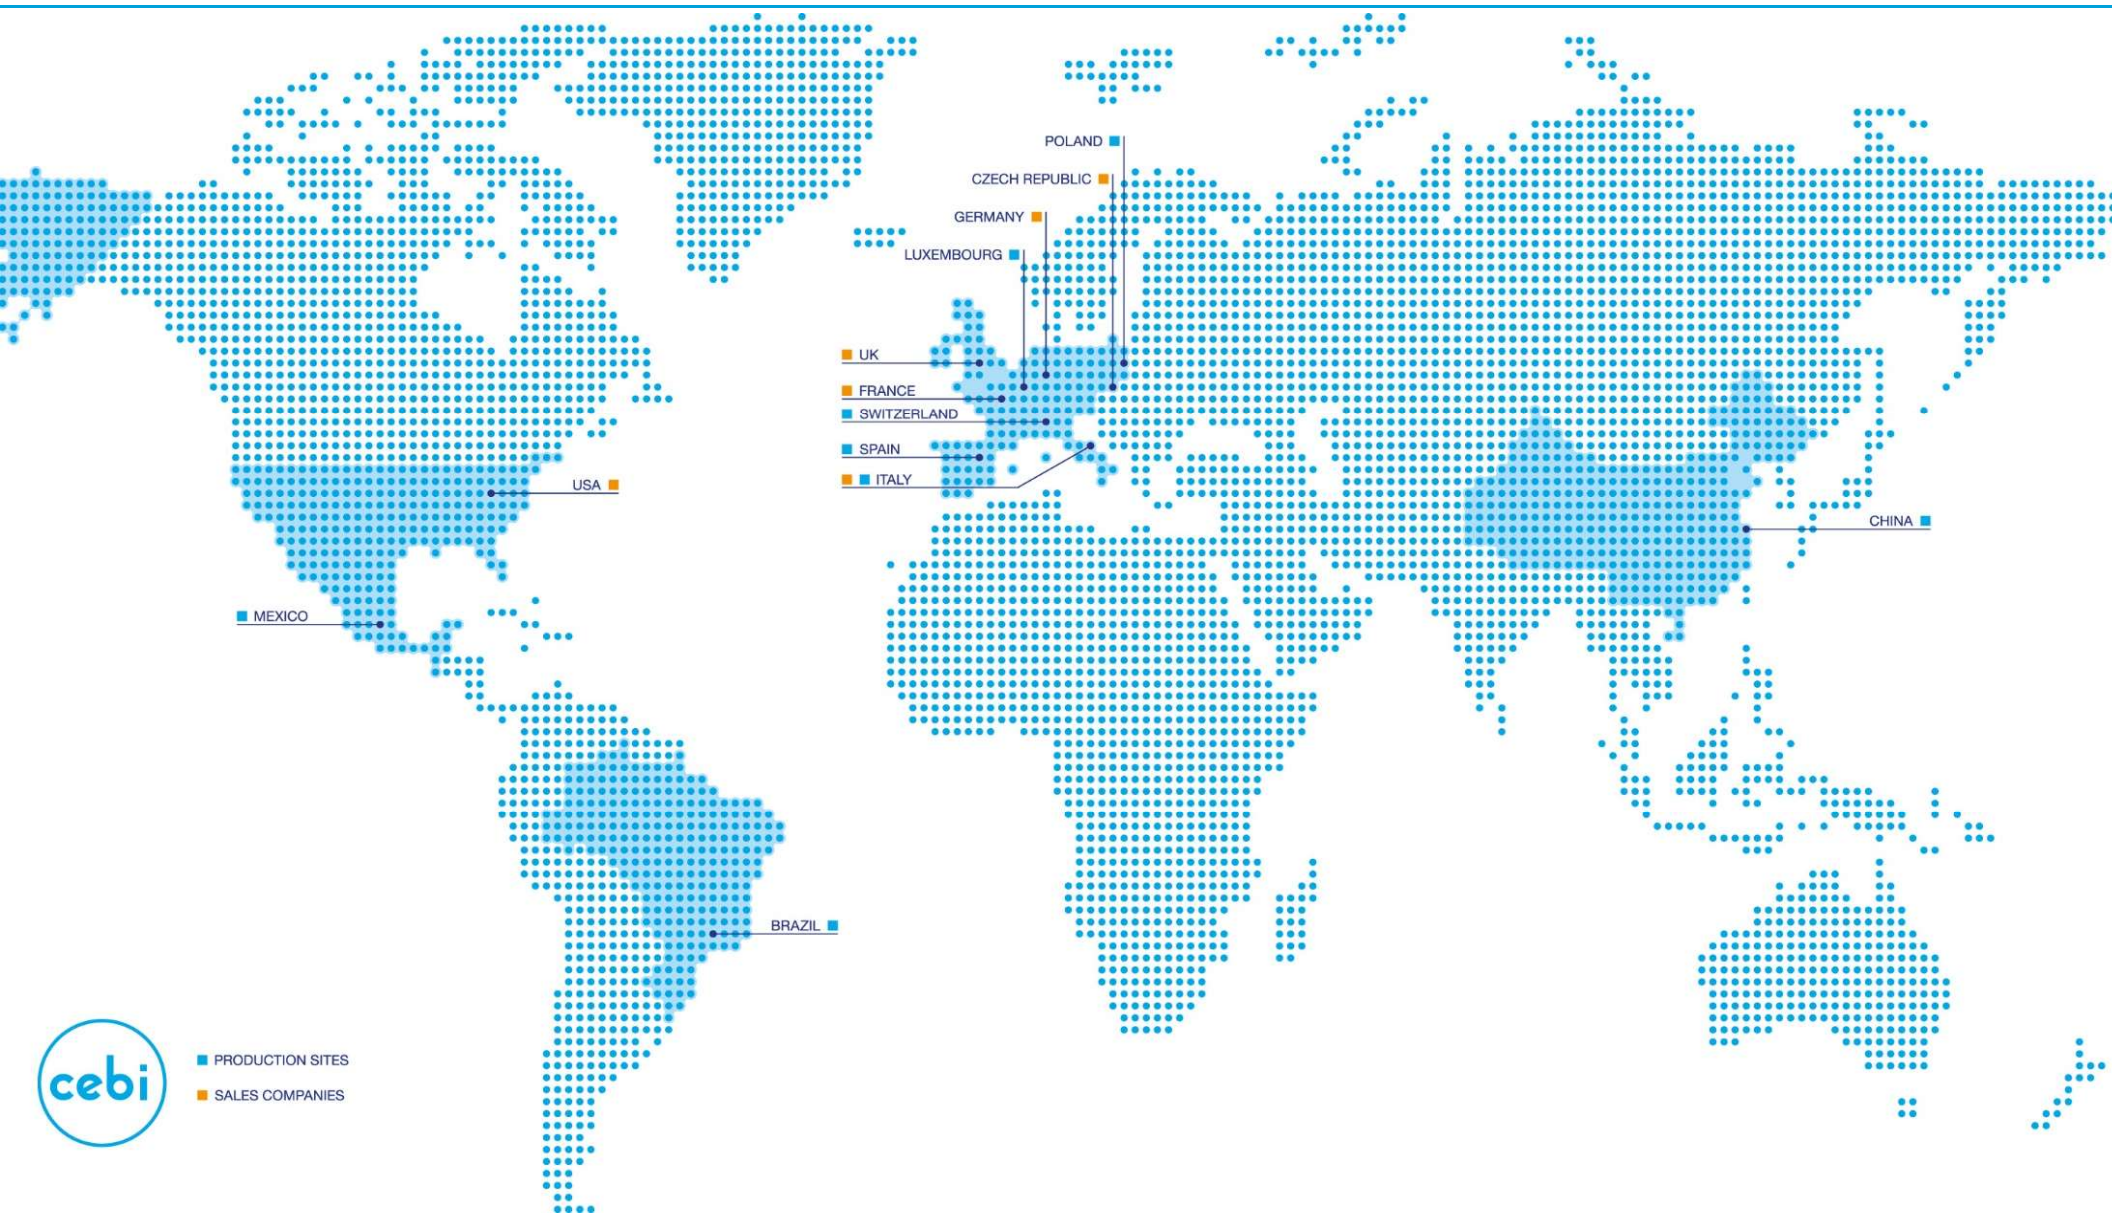 POLAND
CZECH REPUBLIC
GERMANY
LUXEMBOURG
UK
FRANCE
SWITZERLAND
SPAIN
ITALY
USA
CHINA
MEXICO
BRAZIL
cebi
PRODUCTION SITES
SALES COMPANIES